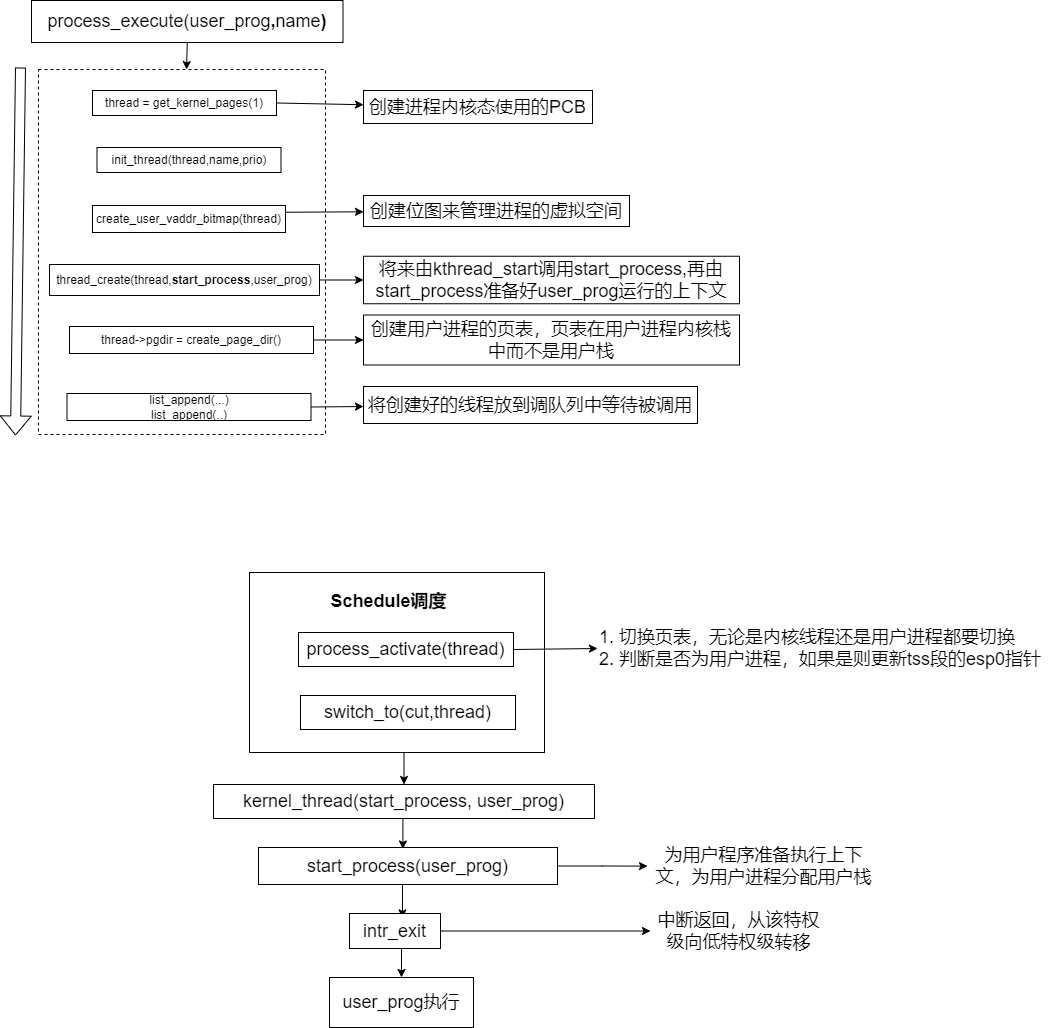 process_execute(user_prog,name)
thread = get_kernel_pages(1)
创建进程内核态使用的PCB
init_thread(thread,name,prio)
create_user_vaddr_bitmap(thread)
创建位图来管理进程的虚拟空间
thread_create(thread,start_process,user_prog)
将来由kthread_start调用start_process,再由
start_process准备好user_prog运行的上下文
thread->pgdir = create_page_dir()
创建用户进程的页表，页表在用户进程内核栈
中而不是用户栈
list_append(...)
list_append(..)
将创建好的线程放到调队列中等待被调用
Schedule调度
process_activate(thread)
1. 切换页表，无论是内核线程还是用户进程都要切换
2. 判断是否为用户进程，如果是则更新tss段的esp0指针
switch_to(cut,thread)
kernel_thread(start_process, user_prog)
start_process(user_prog)
为用户程序准备执行上下
文，为用户进程分配用户栈
intr_exit
中断返回，从该特权
级向低特权级转移
user_prog执行